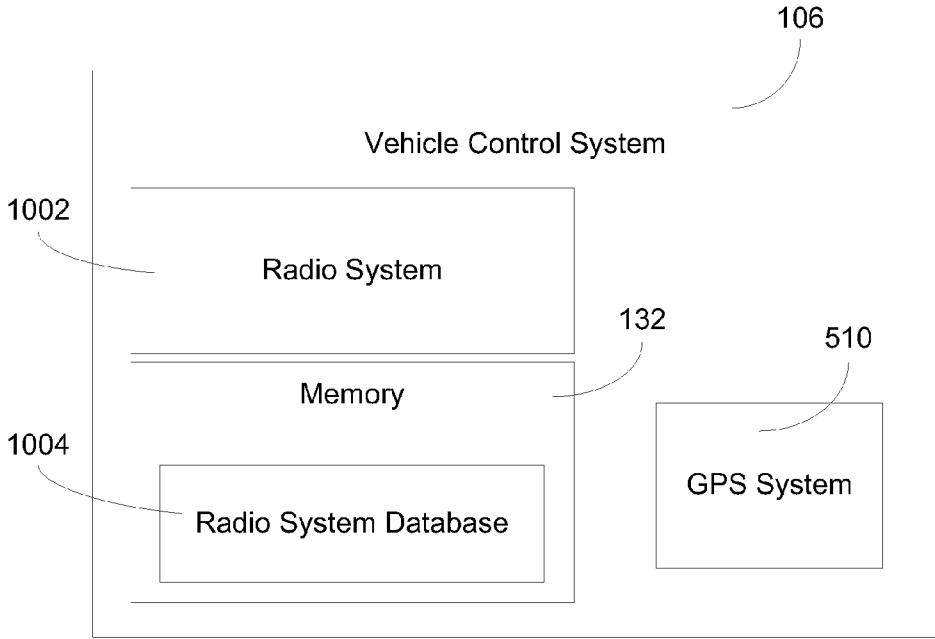 106
Vehicle Control System
1002
Radio System
132
510
Memory
1004
GPS System
Radio System Database